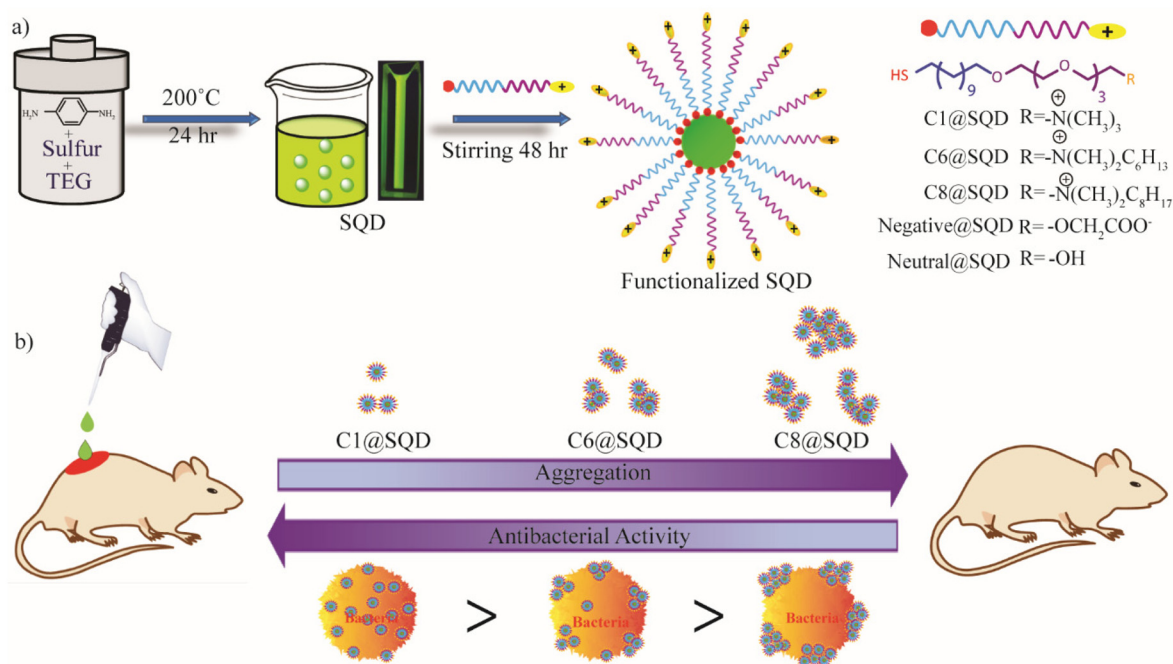 a)
H₂N
NH₂
+
Sulfur
+
TEG
200°C
24 hr
SQD
Stirring 48 hr
+
Functionalized SQD
HS
9
O
O
3
R
C1@SQD R=-N⊕(CH₃)₃
C6@SQD R=-N⊕(CH₃)₂C₆H₁₃
C8@SQD R=-N⊕(CH₃)₂C₈H₁₇
Negative@SQD R=-OCH₂COO⁻
Neutral@SQD R=-OH
b)
C1@SQD
C6@SQD
C8@SQD
Aggregation
Antibacterial Activity
Bacteria
>
Bacteria
>
Bacteria